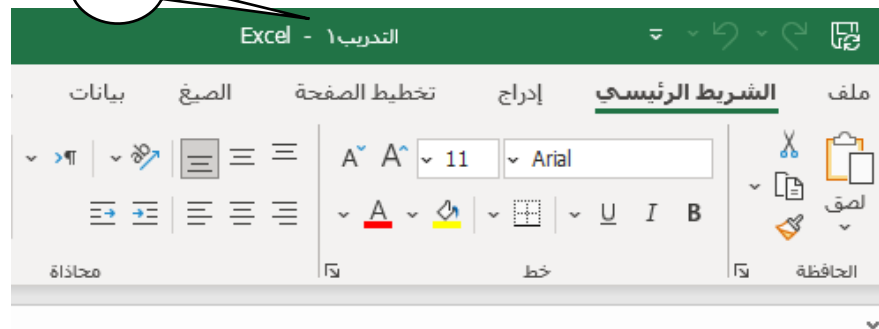 التدريب١ - Excel
ملف الشريط الرئيسي إدراج تخطيط الصفحة الصيغ بيانات
لصق
Arial 11 A A
B I U A
الحافظة خط محاذاة